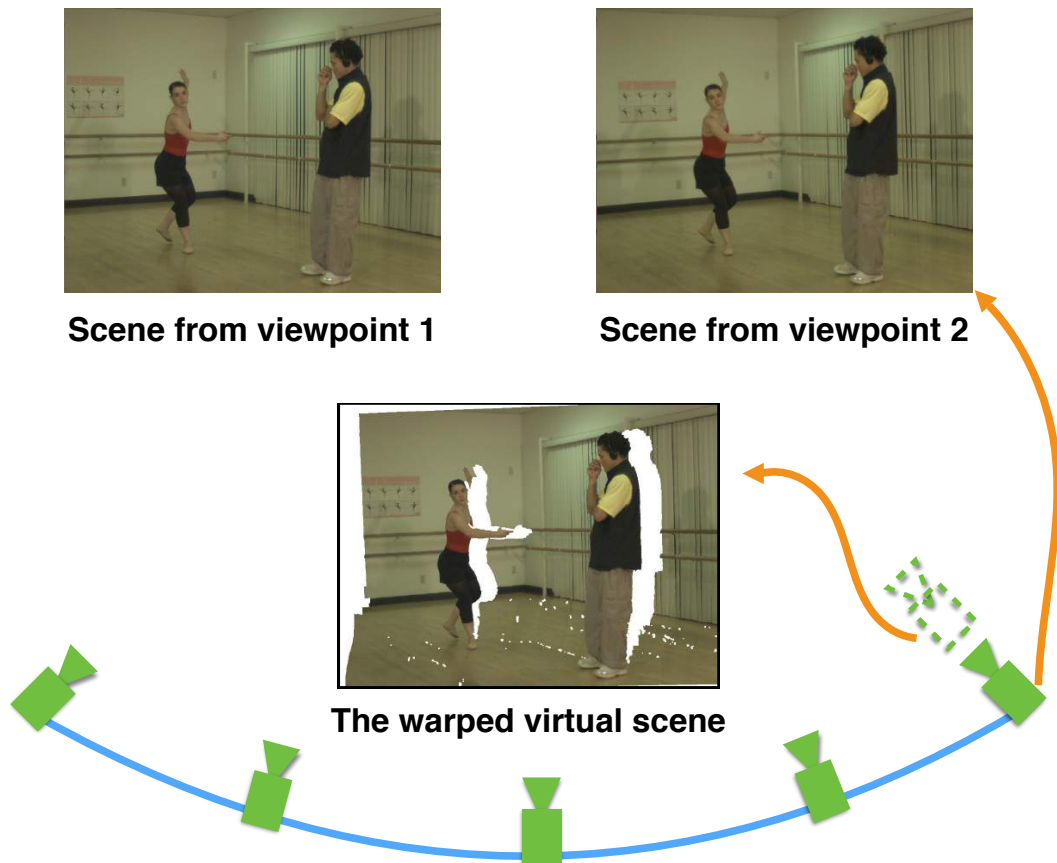 Scene from viewpoint 1
Scene from viewpoint 2
The warped virtual scene